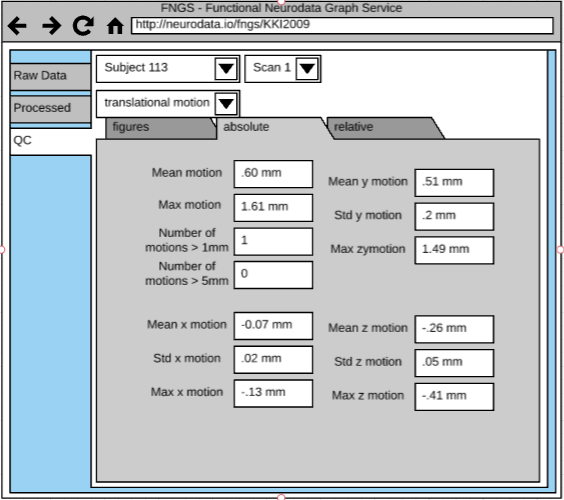 FNGS - Functional Neurodata Graph Service
http://neurodata.io/fngs/KKI2009
Raw Data
Processed
QC
Subject 113
Scan 1
translational motion
figures
absolute
relative
Mean motion
.60 mm
Max motion
1.61 mm
Number of
motions > 1mm
1
Number of
motions > 5mm
0
Mean y motion
.51 mm
Std y motion
.2 mm
Max zymotion
1.49 mm
Mean x motion
-0.07 mm
Std x motion
.02 mm
Max x motion
-.13 mm
Mean z motion
-.26 mm
Std z motion
.05 mm
Max z motion
-.41 mm